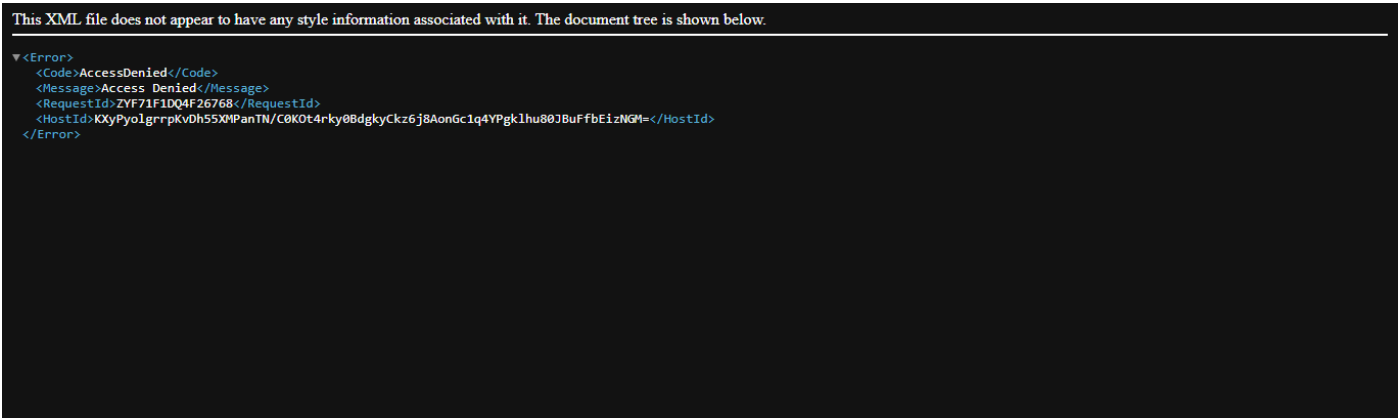 This XML file does not appear to have any style information associated with it. The document tree is shown below.
▼<Error>
<Code>AccessDenied</Code>
<Message>Access Denied</Message>
<RequestId>ZYF71F1DQ4F26768</RequestId>
<HostId>KXyPyolgrrpKvDh55XMPanTN/C0KOt4rky0BdgkyCkz6j8AonGc1q4YPgklhu80JBuFfbEizNGM=</HostId>
</Error>